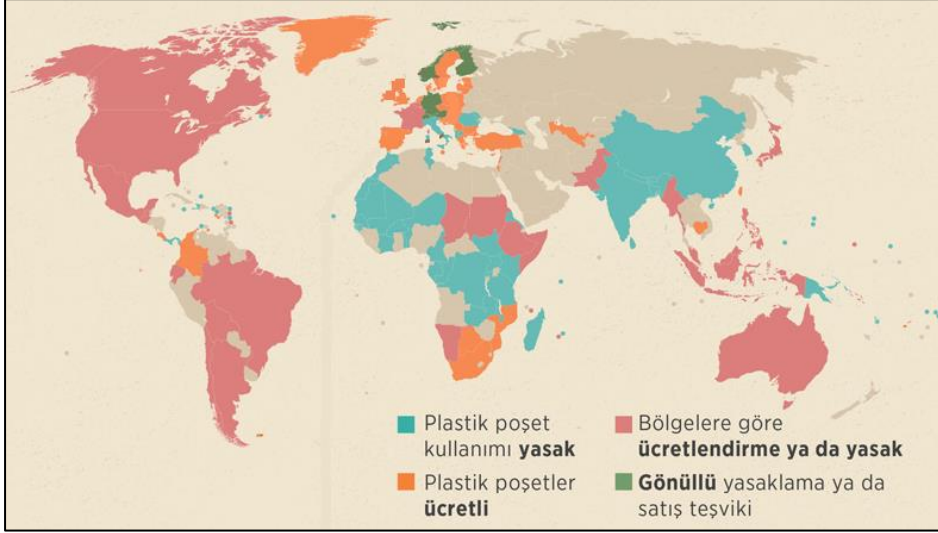 Plastik poşet
kullanımı yasak
Plastik poşetler
ücretli
Bölgelere göre
ücretlendirme ya da yasak
Gönüllü yasaklama ya da
satış teşviki